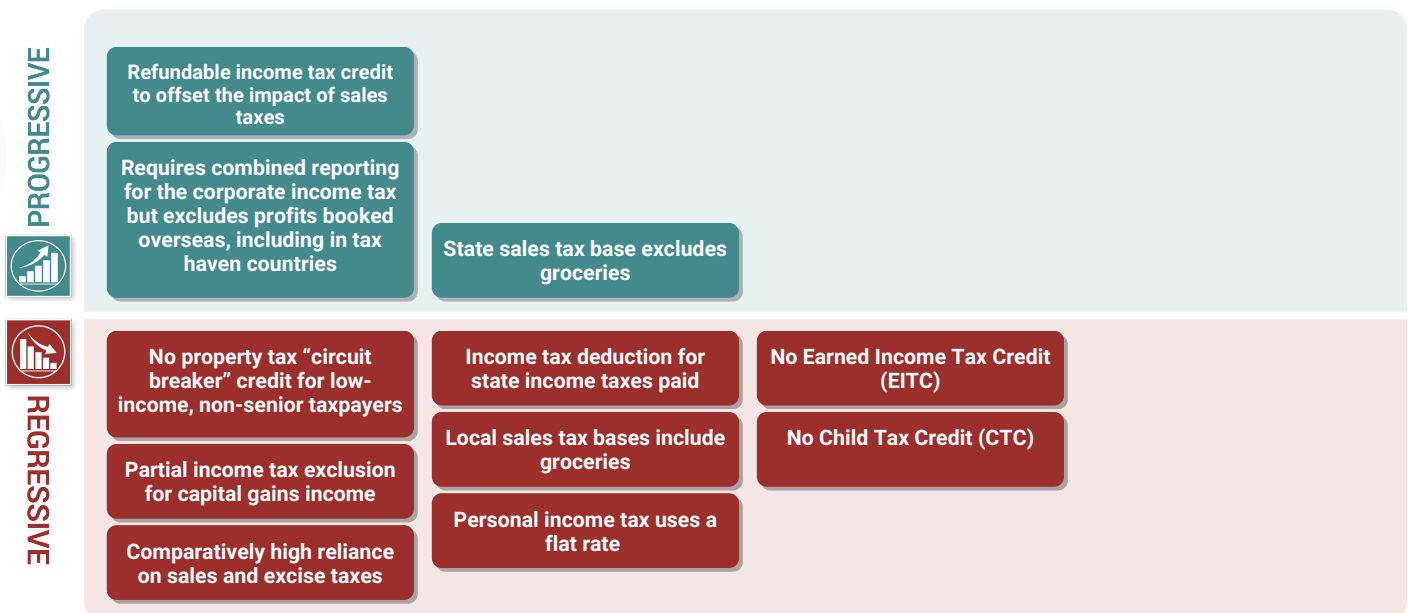 PROGRESSIVE
Refundable income tax credit
to offset the impact of sales
taxes
Requires combined reporting
for the corporate income tax
but excludes profits booked
overseas, including in tax
haven countries
State sales tax base excludes
groceries
REGRESSIVE
No property tax “circuit
breaker” credit for low-
income, non-senior taxpayers
Partial income tax exclusion
for capital gains income
Comparatively high reliance
on sales and excise taxes
Income tax deduction for
state income taxes paid
Local sales tax bases include
groceries
Personal income tax uses a
flat rate
No Earned Income Tax Credit
(EITC)
No Child Tax Credit (CTC)